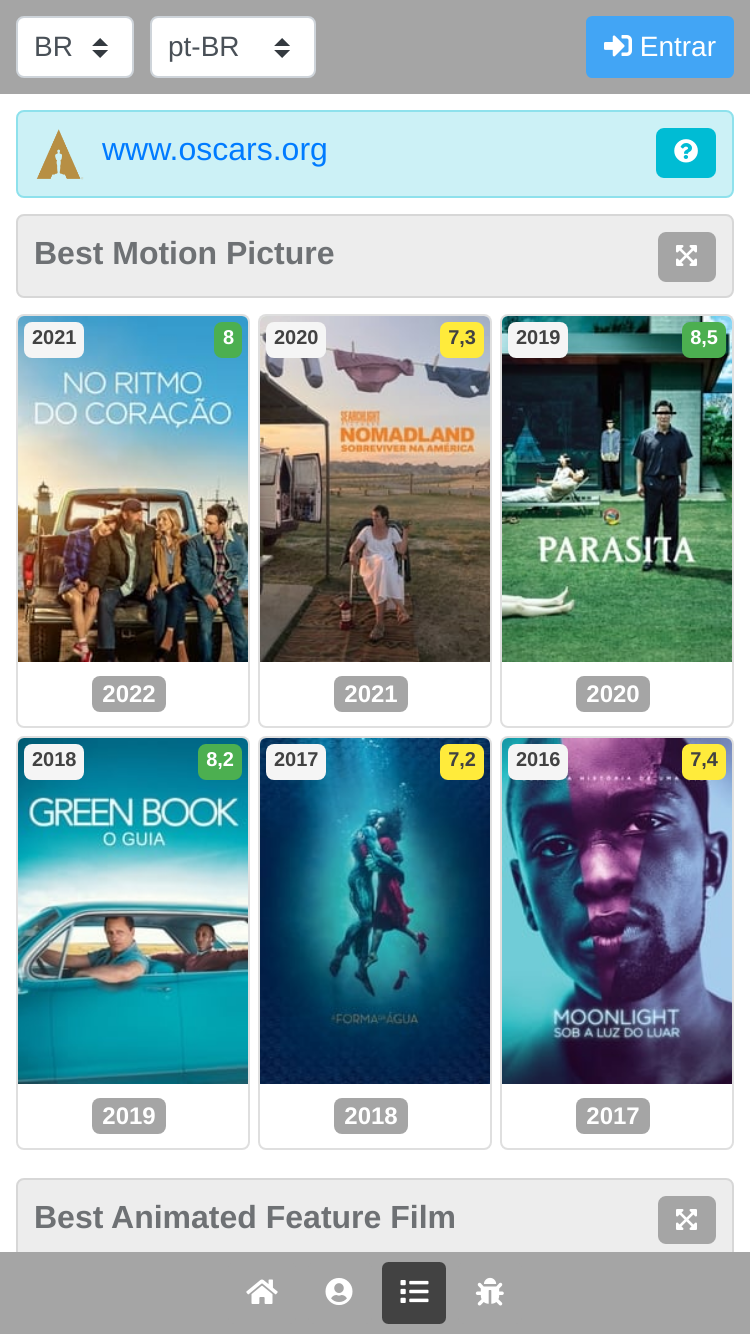 BR
pt-BR
Entrar
www.oscars.org
Best Motion Picture
2021
8
NO RITMO
DO CORAÇÃO
2022
2020
7,3
SEARCHLIGHT
NOMADLAND
SOBREVIVER NA AMÉRICA
2021
2019
8,5
PARASITA
2020
2018
8,2
GREEN BOOK
O GUIA
2019
2017
7,2
A FORMA DA ÁGUA
2018
2016
7,4
A HISTÓRIA DE UMA
MOONLIGHT
SOB A LUZ DO LUAR
2017
Best Animated Feature Film